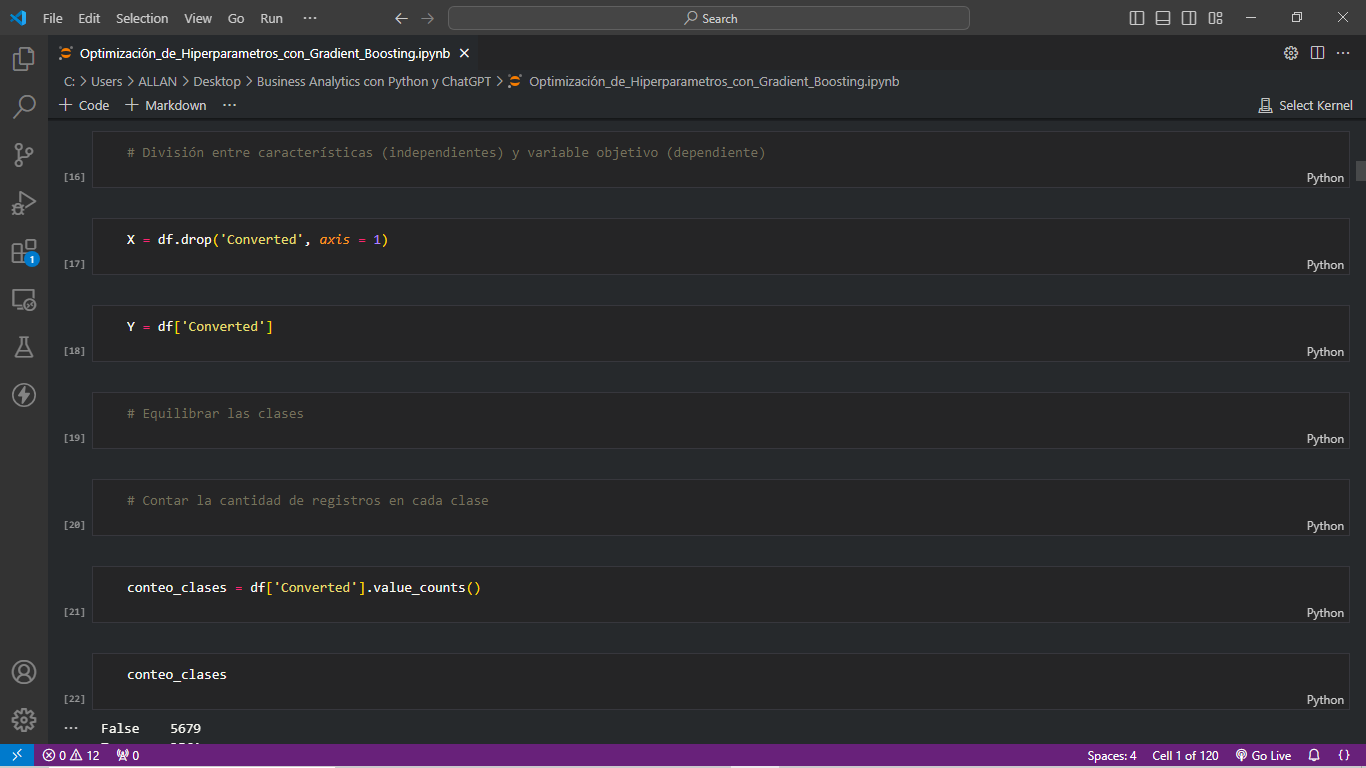 File Edit Selection View Go Run ··· Search
Optimización_de_Hiperparametros_con_Gradient_Boosting.ipynb
C: > Users > ALLAN > Desktop > Business Analytics con Python y ChatGPT > Optimización_de_Hiperparametros_con_Gradient_Boosting.ipynb
+ Code + Markdown ··· Select Kernel
# División entre características (independientes) y variable objetivo (dependiente)
[16] Python
X = df.drop('Converted', axis = 1)
[17] Python
Y = df['Converted']
[18] Python
# Equilibrar las clases
[19] Python
# Contar la cantidad de registros en cada clase
[20] Python
conteo_clases = df['Converted'].value_counts()
[21] Python
1
conteo_clases
[22] Python
··· False 5679
0 12 0 Spaces: 4 Cell 1 of 120 Go Live {}